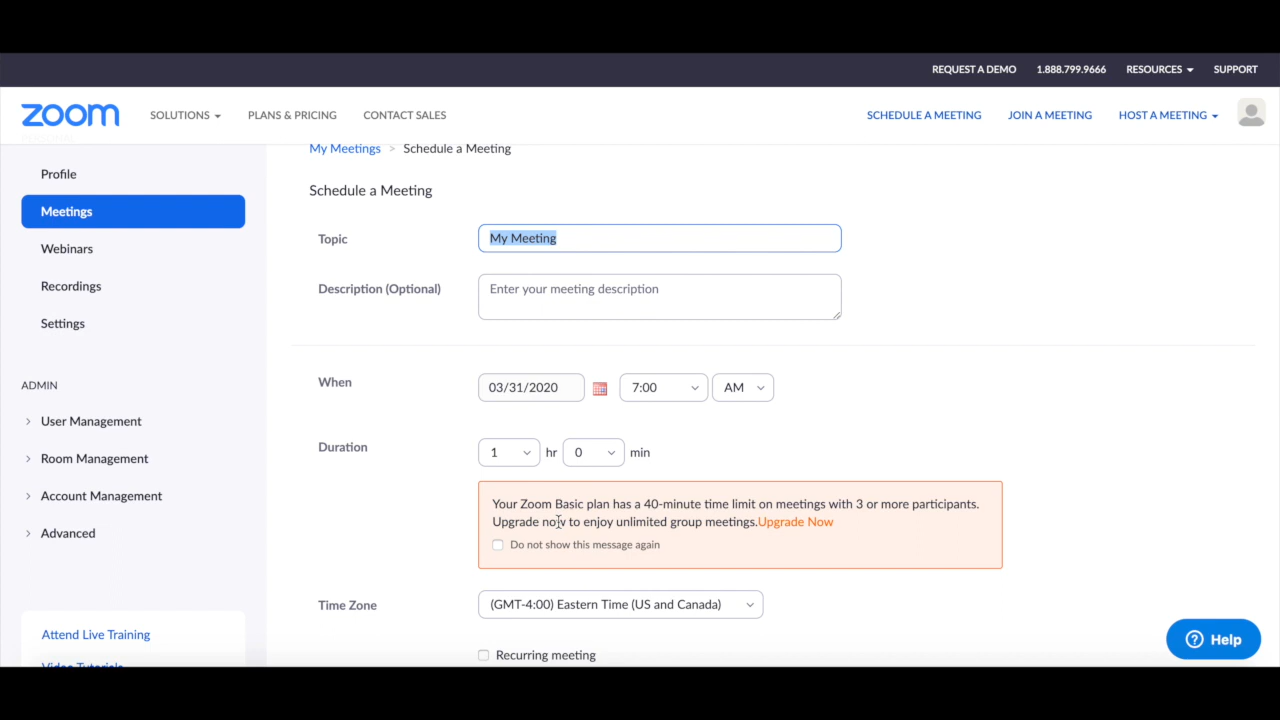 REQUEST A DEMO 1.888.799.9666 RESOURCES SUPPORT
zoom SOLUTIONS PLANS & PRICING CONTACT SALES SCHEDULE A MEETING JOIN A MEETING HOST A MEETING
My Meetings > Schedule a Meeting
Profile
Schedule a Meeting
Meetings
Topic My Meeting
Webinars
Recordings
Description (Optional) Enter your meeting description
Settings
ADMIN
When 03/31/2020 7:00 AM
User Management
Duration 1 hr 0 min
Room Management
Account Management
Your Zoom Basic plan has a 40-minute time limit on meetings with 3 or more participants.
Upgrade now to enjoy unlimited group meetings.Upgrade Now
Advanced
Do not show this message again
Time Zone (GMT-4:00) Eastern Time (US and Canada)
Attend Live Training
Help
Recurring meeting
Video Tutorials